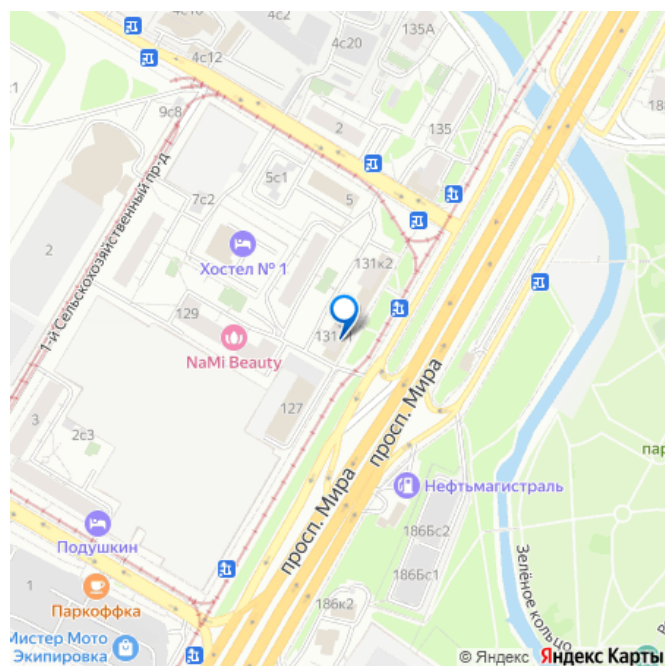 4с2
135А
4с12
4с20
188
9с8
2
135
5с1
7с2
5
1-й Сельскохозяйственный пр-д
2
Хостел № 1
131к2
129
NaMi Beauty
просп. Мира
127
3
2с3
пар
просп. Мира
Нефтьмагистраль
186Бс2
Подушкин
186Бс1
Зелёное кольцо
1
Паркоффка
186к2
Мистер Мото
Экипировка
© Яндекс Яндекс Карты